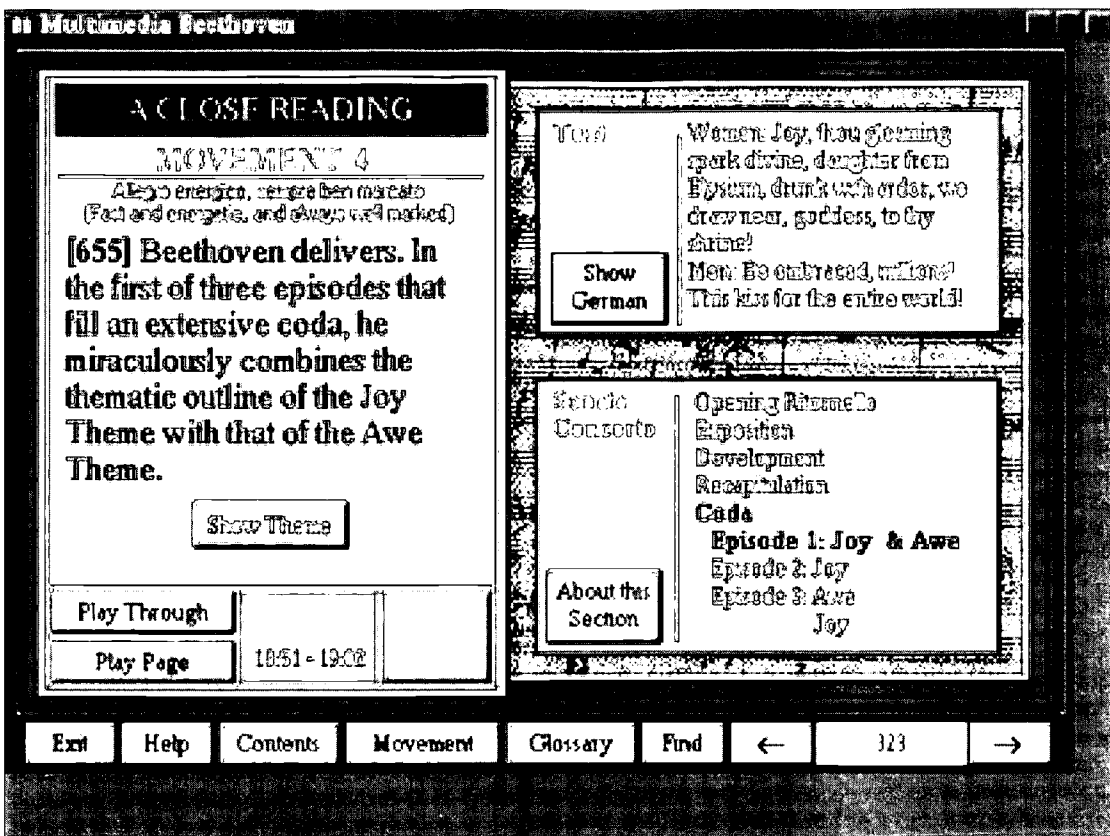 Multimedia Beethoven
A CLOSE READING
MOVEMENT 4
Allegro energico, sempre ben marcato
(Fast and energetic, and always well marked)
[655] Beethoven delivers. In
the first of three episodes that
fill an extensive coda, he
miraculously combines the
thematic outline of the Joy
Theme with that of the Awe
Theme.
Show Theme
Play Through
Play Page
18:51 - 19:02
Text
Show
German
Women: Joy, thou gleaming
spark divine, daughter from
Elysium, drunk with ardor, we
draw near, goddess, to thy
shrine!
Men: Be embraced, millions!
This kiss for the entire world!
Rondo
Concerto
About this
Section
Opening Ritornello
Exposition
Development
Recapitulation
Coda
Episode 1: Joy & Awe
Episode 2: Joy
Episode 3: Awe
Joy
Exit Help Contents Movement Glossary Find ← 323 →